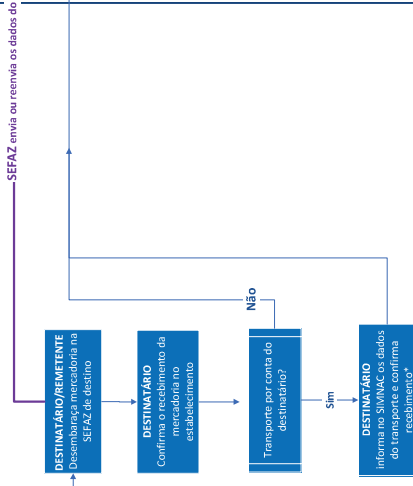 SEFAZ envia ou reenvia os dados do
DESTINATÁRIO/REMETENTE
Desembaraça mercadoria na
SEFAZ de destino
DESTINATÁRIO
Confirma o recebimento da
mercadoria no
estabelecimento
Transporte por conta do
destinatário?
Não
Sim
DESTINATÁRIO
informa no SIMNAC os dados
do transporte e confirma
recebimento*